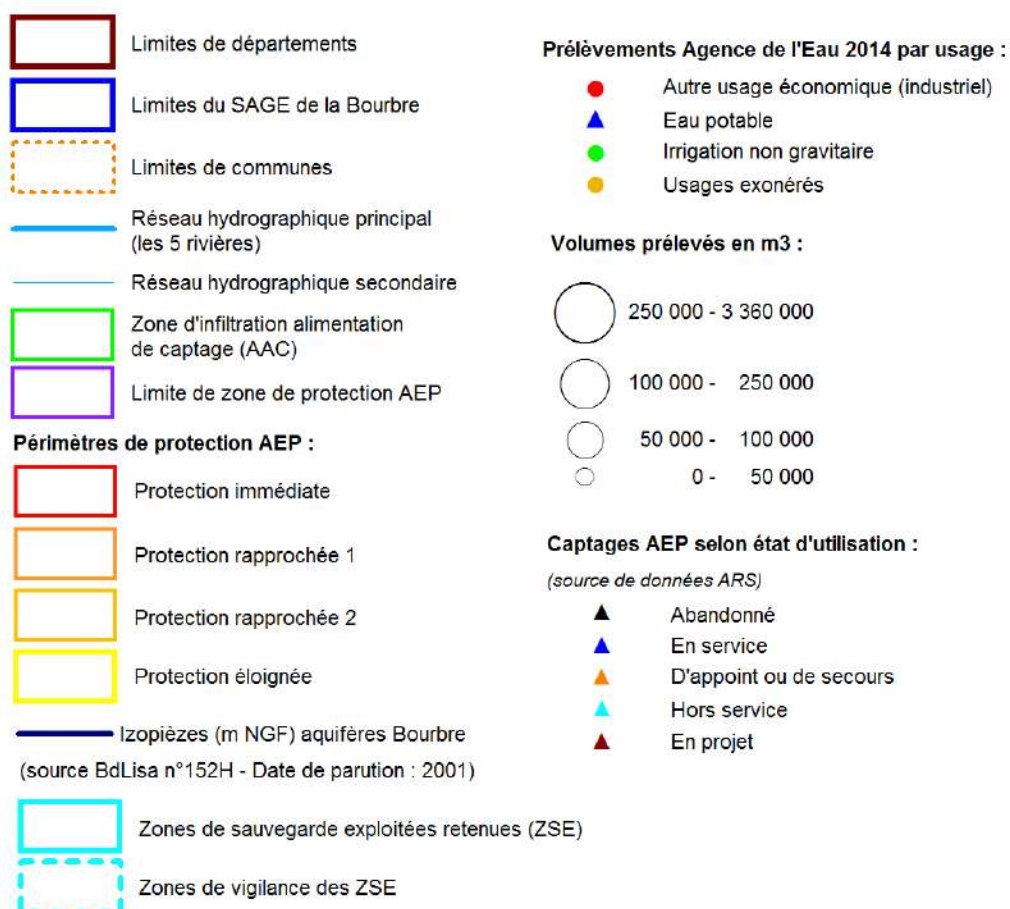 Limites de départements
Limites du SAGE de la Bourbre
Limites de communes
Réseau hydrographique principal
(les 5 rivières)
Réseau hydrographique secondaire
Zone d'infiltration alimentation
de captage (AAC)
Limite de zone de protection AEP
Périmètres de protection AEP :
Protection immédiate
Protection rapprochée 1
Protection rapprochée 2
Protection éloignée
Izopièzes (m NGF) aquifères Bourbre
(source BdLisa n°152H - Date de parution : 2001)
Zones de sauvegarde exploitées retenues (ZSE)
Zones de vigilance des ZSE
Prélèvements Agence de l'Eau 2014 par usage :
Autre usage économique (industriel)
Eau potable
Irrigation non gravitaire
Usages exonérés
Volumes prélevés en m3 :
250 000 - 3 360 000
100 000 - 250 000
50 000 - 100 000
0 - 50 000
Captages AEP selon état d'utilisation :
(source de données ARS)
Abandonné
En service
D'appoint ou de secours
Hors service
En projet